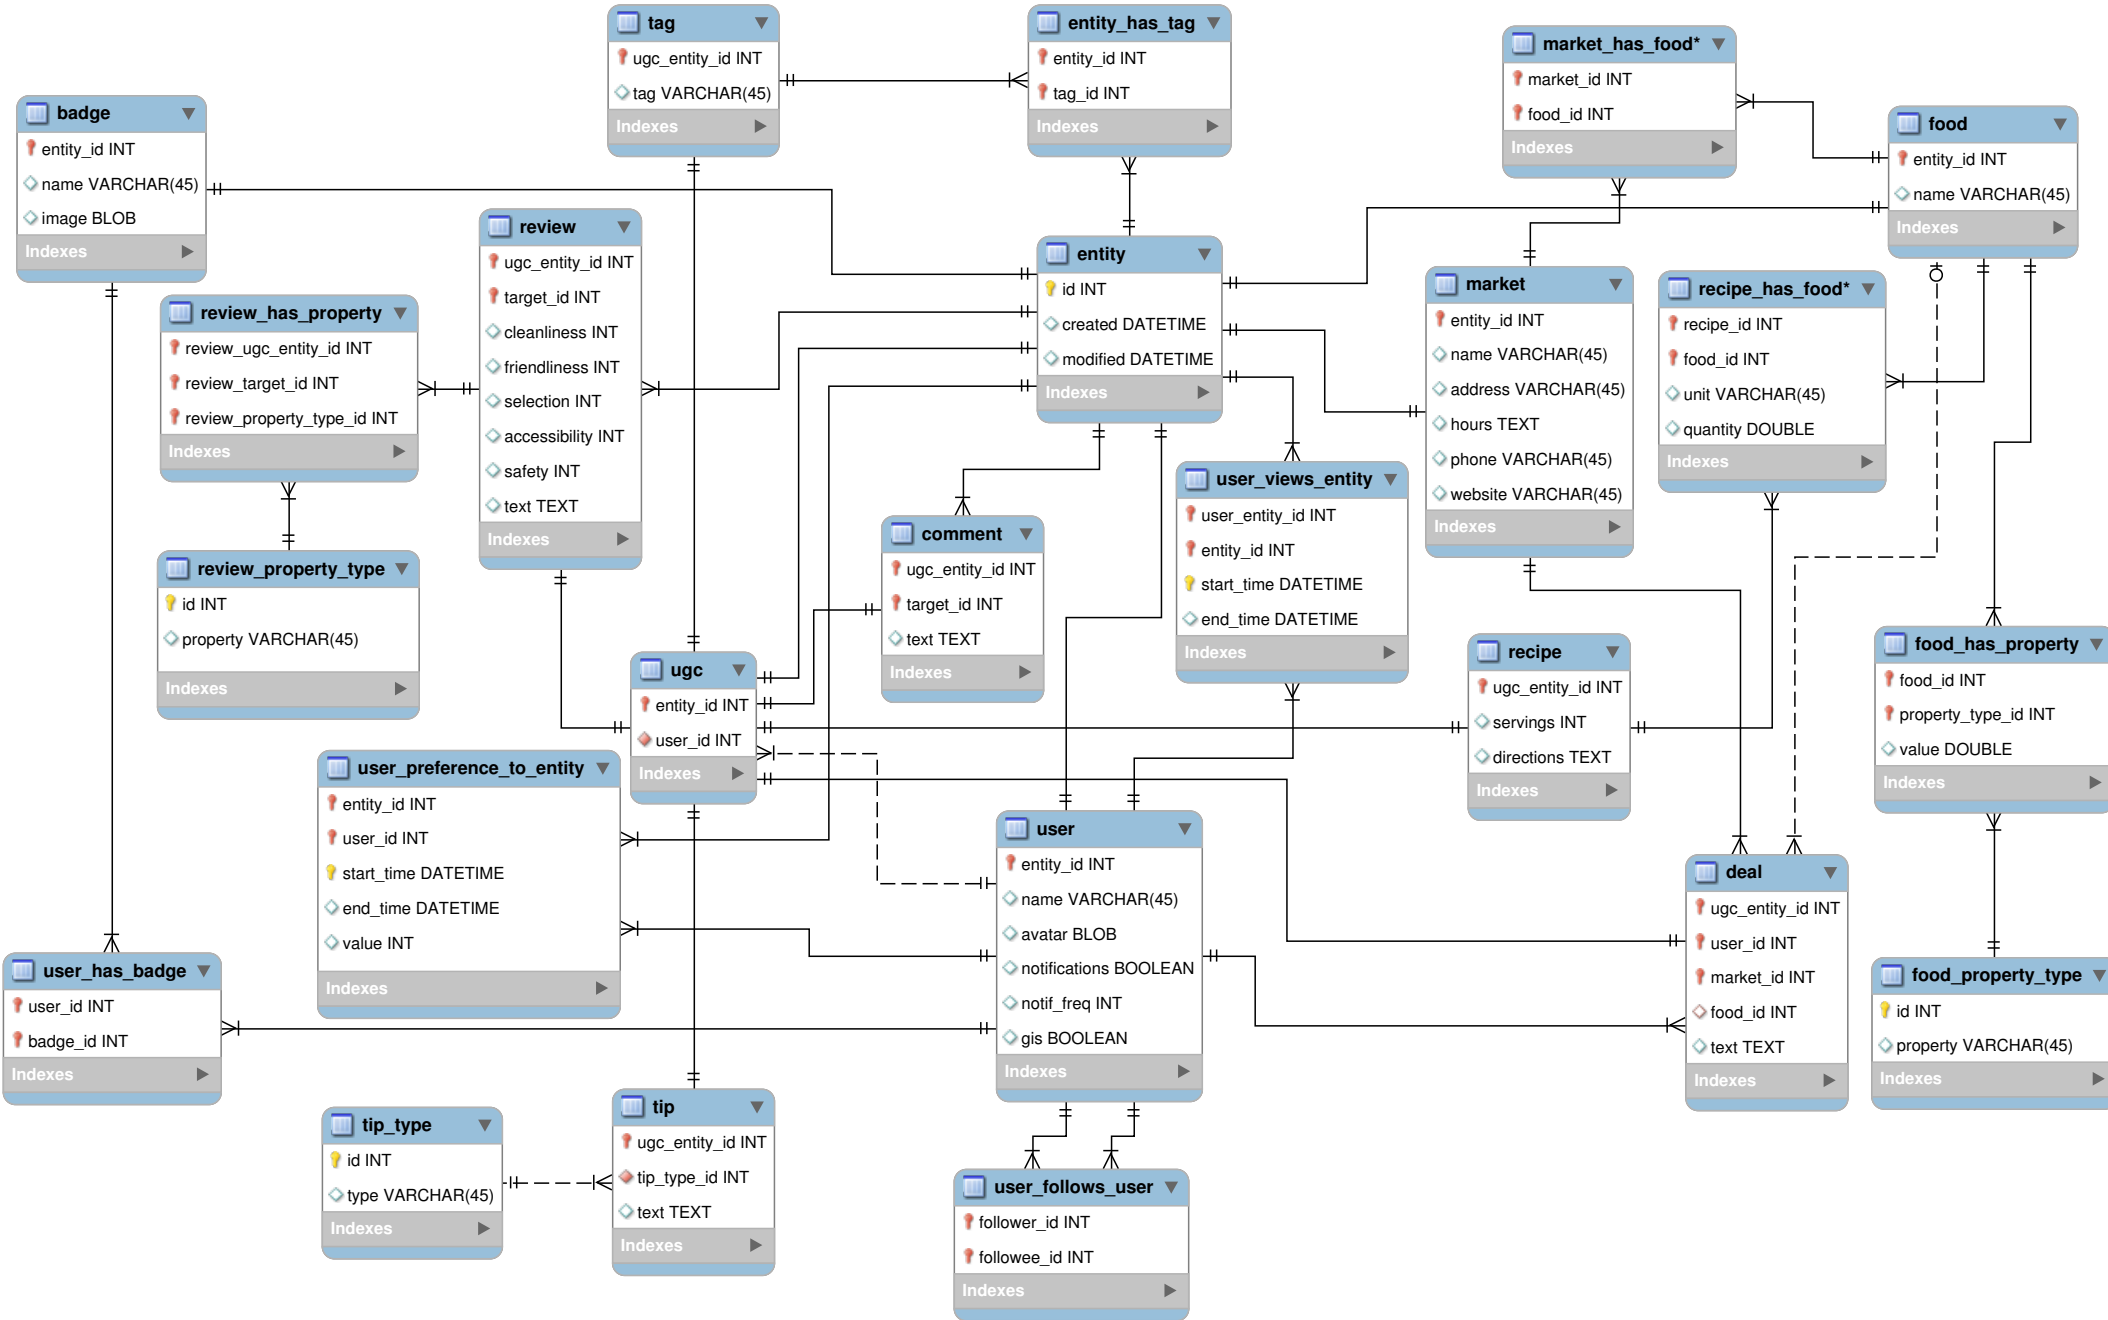 tag
ugc_entity_id INT
tag VARCHAR(45)
Indexes
entity_has_tag
entity_id INT
tag_id INT
Indexes
market_has_food*
market_id INT
food_id INT
Indexes
badge
entity_id INT
name VARCHAR(45)
image BLOB
Indexes
food
entity_id INT
name VARCHAR(45)
Indexes
review
ugc_entity_id INT
target_id INT
cleanliness INT
friendliness INT
selection INT
accessibility INT
safety INT
text TEXT
Indexes
entity
id INT
created DATETIME
modified DATETIME
Indexes
market
entity_id INT
name VARCHAR(45)
address VARCHAR(45)
hours TEXT
phone VARCHAR(45)
website VARCHAR(45)
Indexes
recipe_has_food*
recipe_id INT
food_id INT
unit VARCHAR(45)
quantity DOUBLE
Indexes
review_has_property
review_ugc_entity_id INT
review_target_id INT
review_property_type_id INT
Indexes
user_views_entity
user_entity_id INT
entity_id INT
start_time DATETIME
end_time DATETIME
Indexes
comment
ugc_entity_id INT
target_id INT
text TEXT
Indexes
review_property_type
id INT
property VARCHAR(45)
Indexes
ugc
entity_id INT
user_id INT
Indexes
recipe
ugc_entity_id INT
servings INT
directions TEXT
Indexes
food_has_property
food_id INT
property_type_id INT
value DOUBLE
Indexes
user_preference_to_entity
entity_id INT
user_id INT
start_time DATETIME
end_time DATETIME
value INT
Indexes
user
entity_id INT
name VARCHAR(45)
avatar BLOB
notifications BOOLEAN
notif_freq INT
gis BOOLEAN
Indexes
deal
ugc_entity_id INT
user_id INT
market_id INT
food_id INT
text TEXT
Indexes
user_has_badge
user_id INT
badge_id INT
Indexes
food_property_type
id INT
property VARCHAR(45)
Indexes
tip_type
id INT
type VARCHAR(45)
Indexes
tip
ugc_entity_id INT
tip_type_id INT
text TEXT
Indexes
user_follows_user
follower_id INT
followee_id INT
Indexes